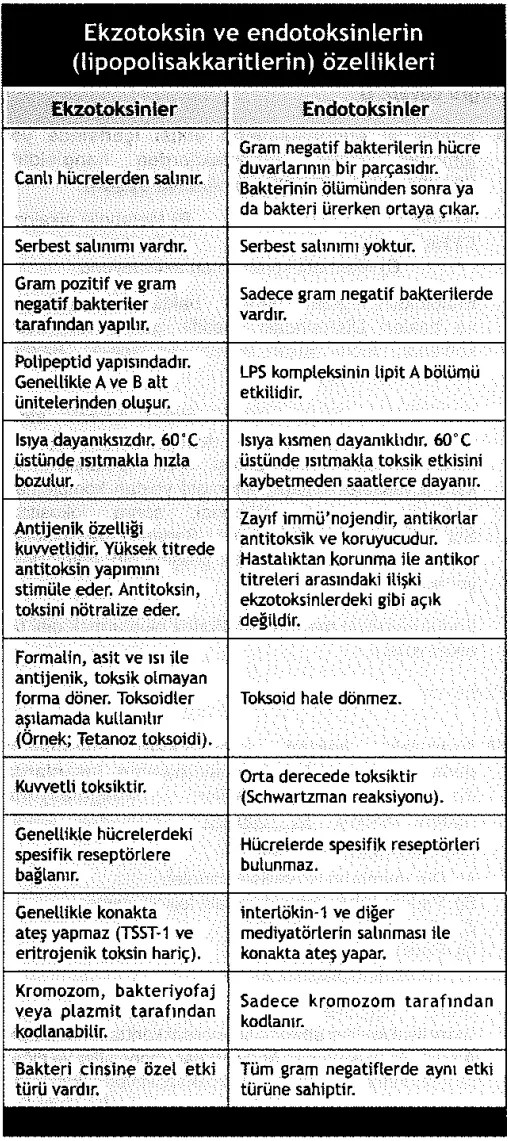 Ekzotoksin ve endotoksinlerin
(lipopolisakkaritlerin) özellikleri
Ekzotoksinler
Endotoksinler
Canlı hücrelerden salınır.
Gram negatif bakterilerin hücre
duvarlarının bir parçasıdır.
Bakterinin ölümünden sonra ya
da bakteri ürerken ortaya çıkar.
Serbest salınımı vardır.
Serbest salınımı yoktur.
Gram pozitif ve gram
negatif bakteriler
tarafından yapılır.
Sadece gram negatif bakterilerde
vardır.
Polipeptid yapısındadır.
Genellikle A ve B alt
ünitelerinden oluşur.
LPS kompleksinin lipit A bölümü
etkilidir.
Isıya dayanıksızdır. 60°C
üstünde ısıtmakla hızla
bozulur.
Isıya kısmen dayanıklıdır. 60°C
üstünde ısıtmakla toksik etkisini
kaybetmeden saatlerce dayanır.
Antijenik özelliği
kuvvetlidir. Yüksek titrede
antitoksin yapımını
stimüle eder. Antitoksin,
toksini nötralize eder.
Zayıf immü'nojendir, antikorlar
antitoksik ve koruyucudur.
Hastalıktan korunma ile antikor
titreleri arasındaki ilişki
ekzotoksinlerdeki gibi açık
değildir.
Formalin, asit ve ısı ile
antijenik, toksik olmayan
forma döner. Toksoidler
aşılamada kullanılır
(Örnek; Tetanoz toksoidi).
Toksoid hale dönmez.
Kuvvetli toksiktir.
Orta derecede toksiktir
(Schwartzman reaksiyonu).
Genellikle hücrelerdeki
spesifik reseptörlere
bağlanır.
Hücrelerde spesifik reseptörleri
bulunmaz.
Genellikle konakta
ateş yapmaz (TSST-1 ve
eritrojenik toksin hariç).
interlökin-1 ve diğer
mediyatörlerin salınması ile
konakta ateş yapar.
Kromozom, bakteriyofaj
veya plazmit tarafından
kodlanabilir.
Sadece kromozom tarafından
kodlanır.
Bakteri cinsine özel etki
türü vardır.
Tüm gram negatiflerde aynı etki
türüne sahiptir.